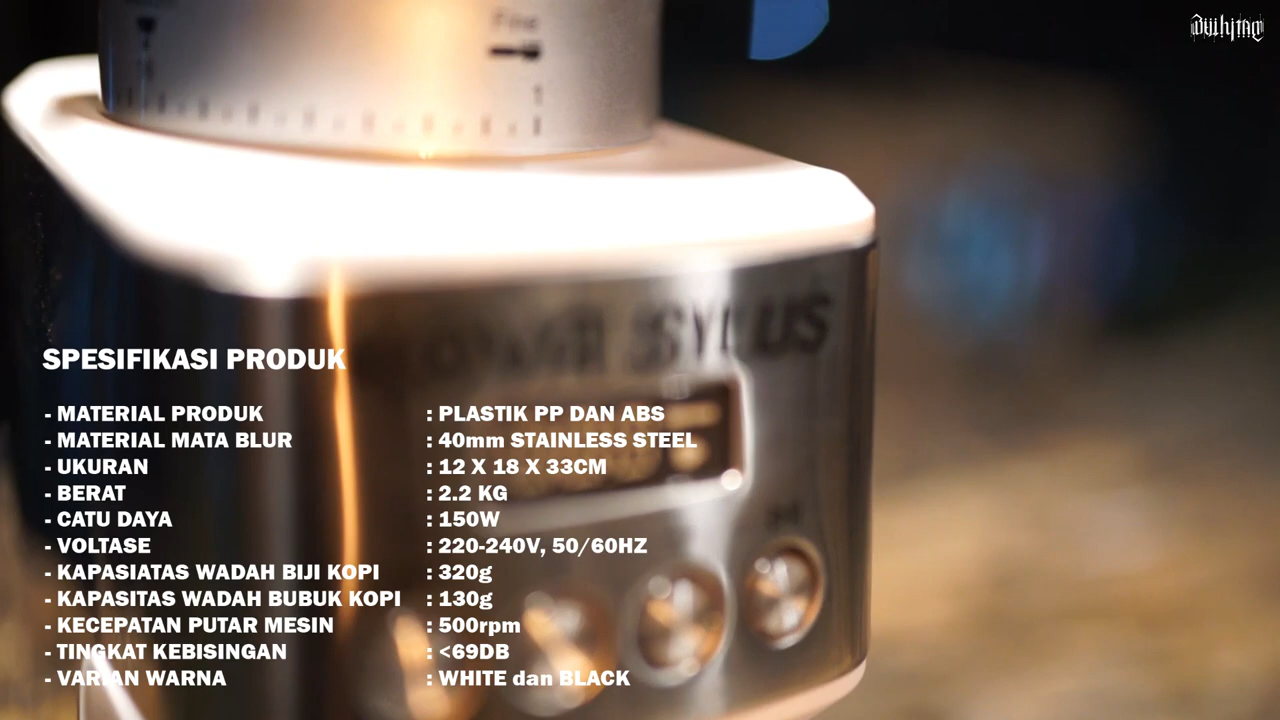 Fine
1
1
SPESIFIKASI PRODUK
- MATERIAL PRODUK : PLASTIK PP DAN ABS
- MATERIAL MATA BLUR : 40mm STAINLESS STEEL
- UKURAN : 12 X 18 X 33CM
- BERAT : 2.2 KG
- CATU DAYA : 150W
- VOLTASE : 220-240V, 50/60HZ
- KAPASIATAS WADAH BIJI KOPI : 320g
- KAPASITAS WADAH BUBUK KOPI : 130g
- KECEPATAN PUTAR MESIN : 500rpm
- TINGKAT KEBISINGAN : <69DB
- VARIAN WARNA : WHITE dan BLACK